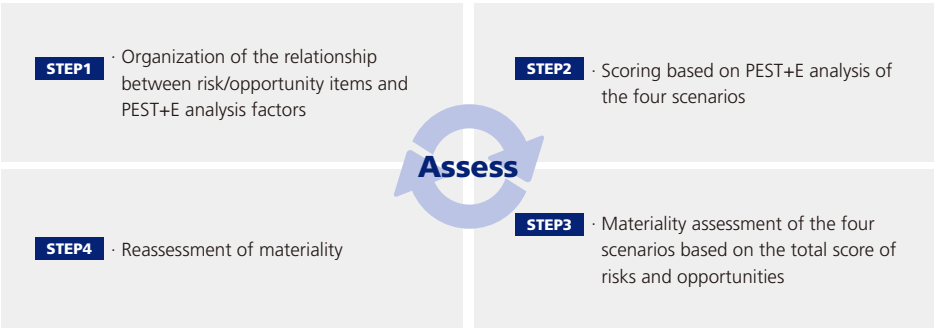 STEP1
· Organization of the relationship
between risk/opportunity items and
PEST+E analysis factors
STEP2
· Scoring based on PEST+E analysis of
the four scenarios
Assess
STEP3
· Materiality assessment of the four
scenarios based on the total score of
risks and opportunities
STEP4
· Reassessment of materiality